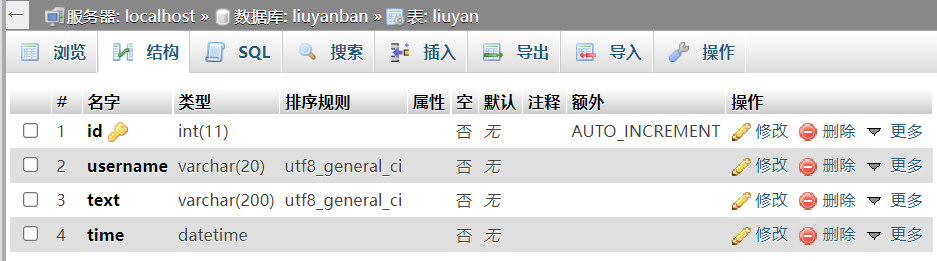 ← 服务器: localhost » 数据库: liuyanban » 表: liuyan
浏览 结构 SQL 搜索 插入 导出 导入 操作
# 名字 类型 排序规则 属性 空 默认 注释 额外 操作
1 id int(11) 否 无 AUTO_INCREMENT 修改 删除 更多
2 username varchar(20) utf8_general_ci 否 无 修改 删除 更多
3 text varchar(200) utf8_general_ci 否 无 修改 删除 更多
4 time datetime 否 无 修改 删除 更多